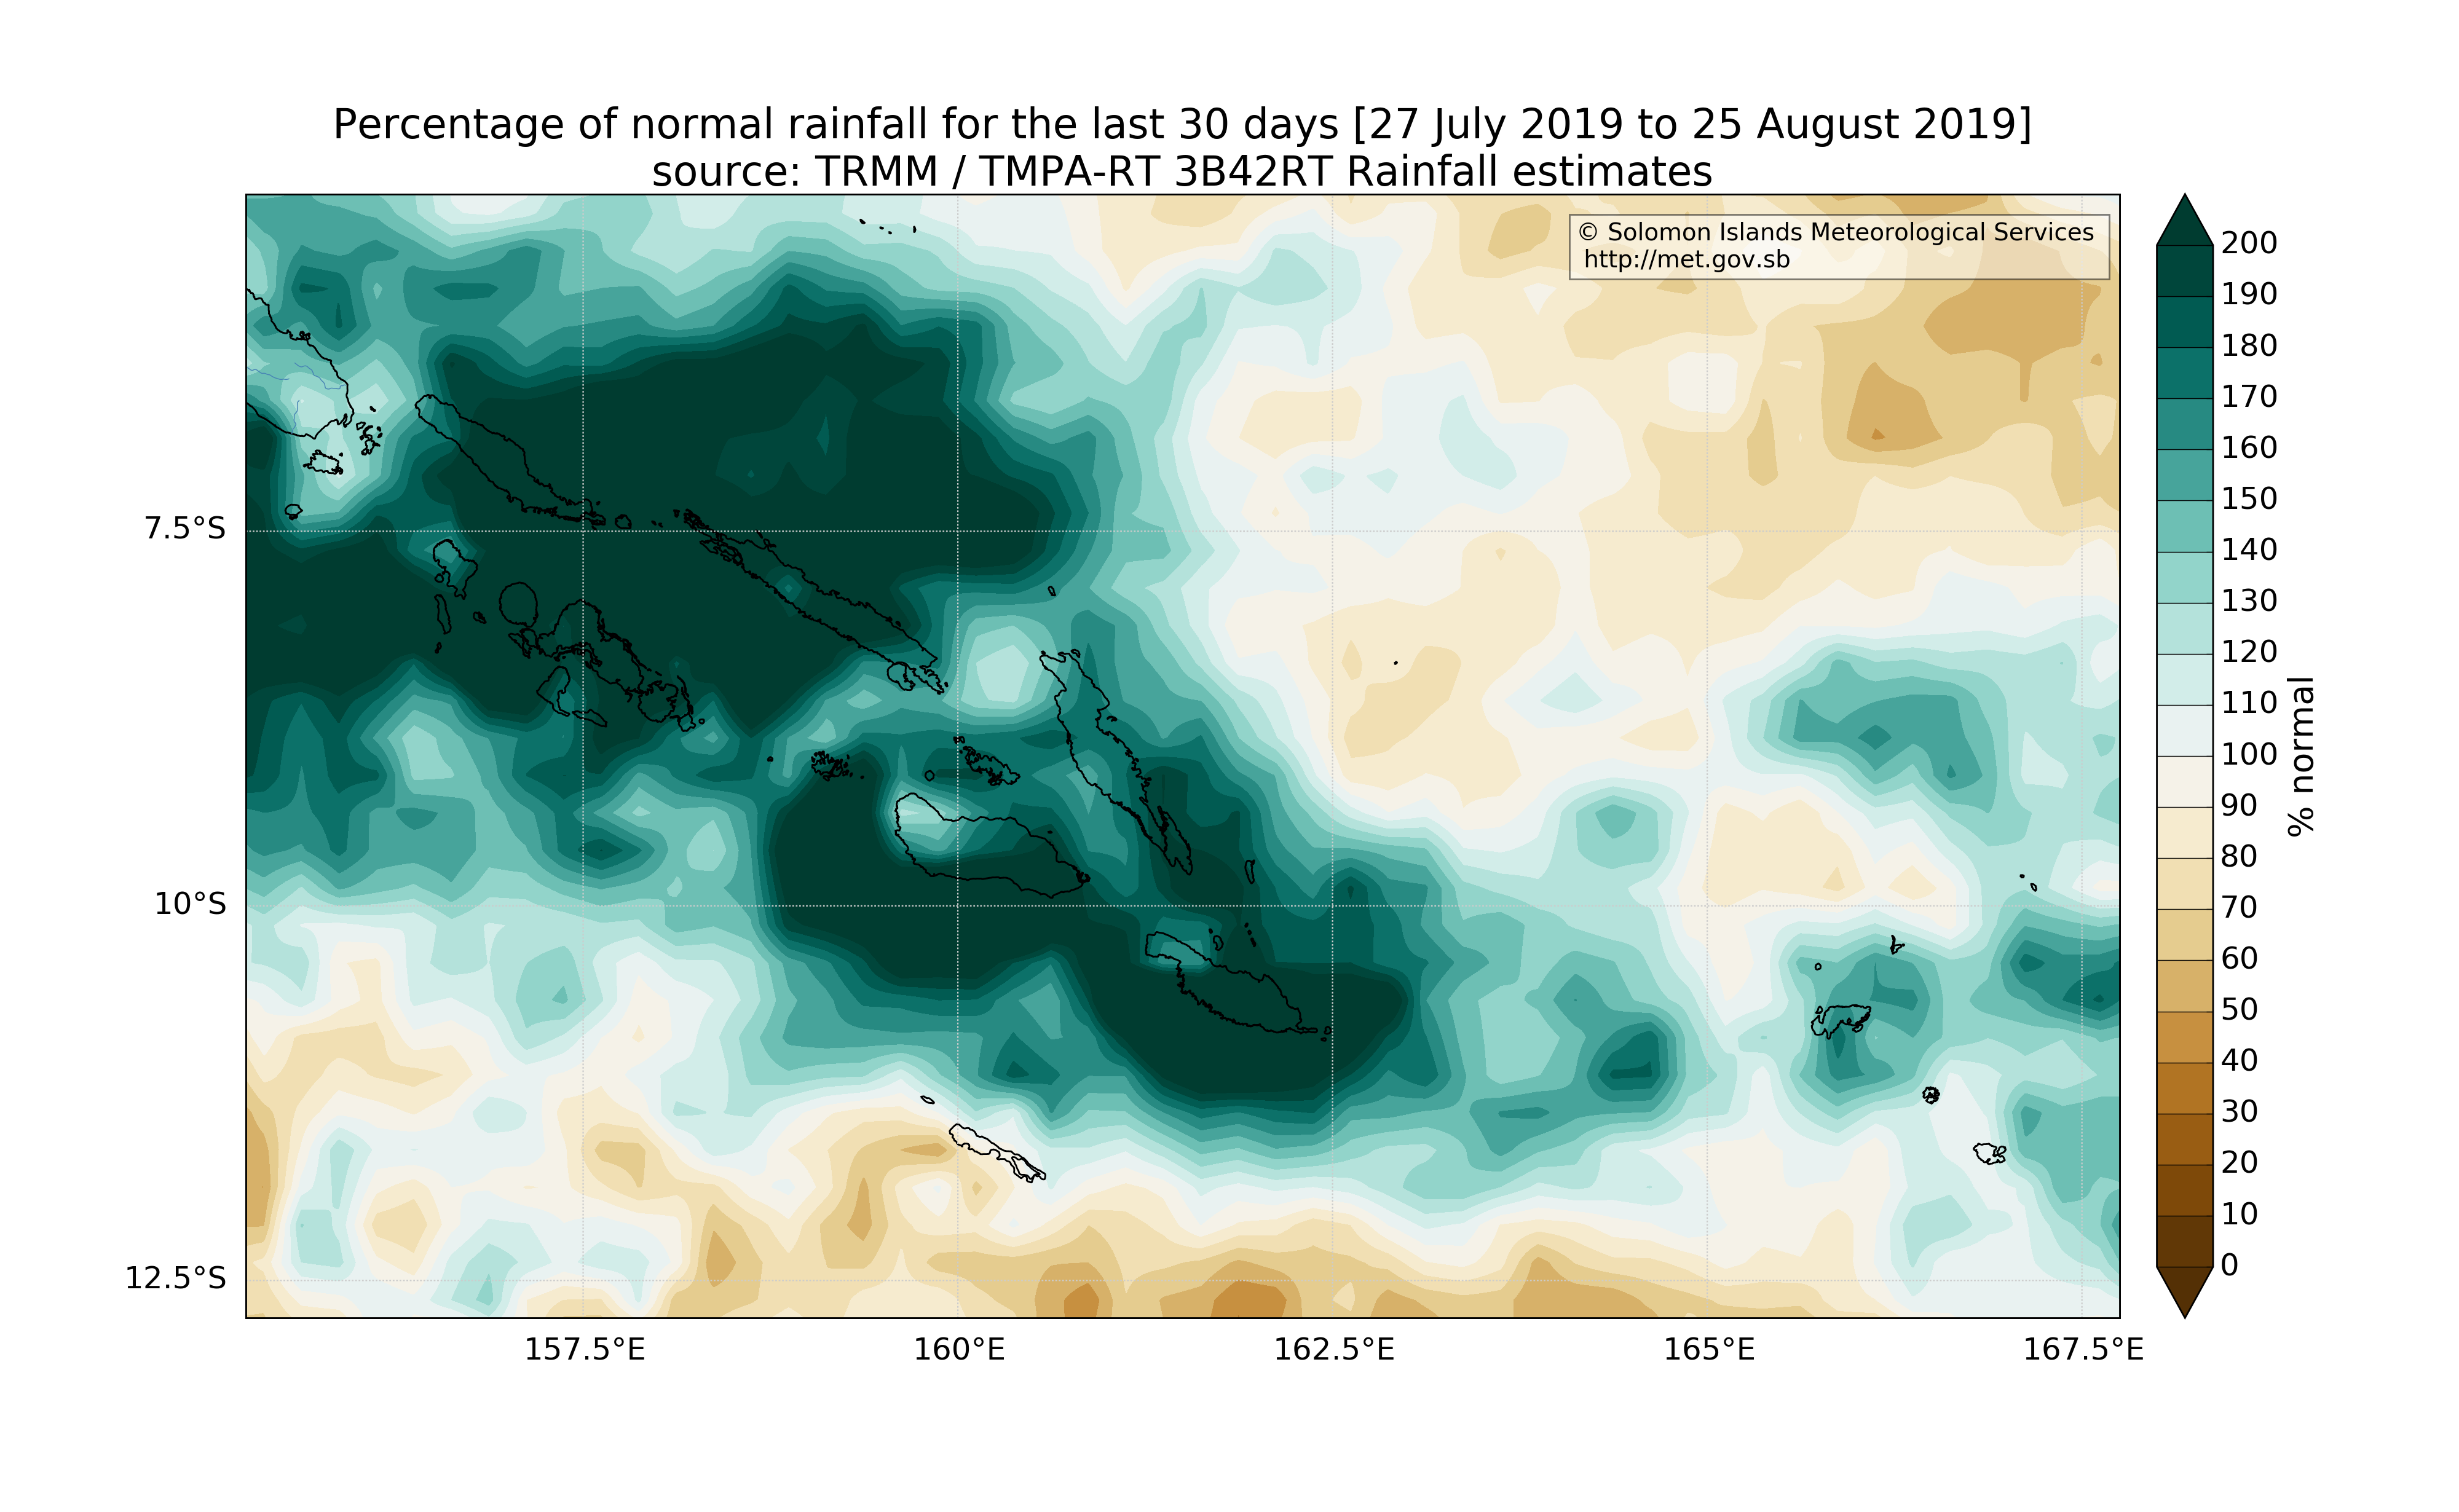 Percentage of normal rainfall for the last 30 days [27 July 2019 to 25 August 2019]
source: TRMM / TMPA-RT 3B42RT Rainfall estimates
© Solomon Islands Meteorological Services
http://met.gov.sb
7.5°S
10°S
12.5°S
157.5°E
160°E
162.5°E
165°E
167.5°E
200
190
180
170
160
150
140
130
120
110
100
90
80
70
60
50
40
30
20
10
0
% normal